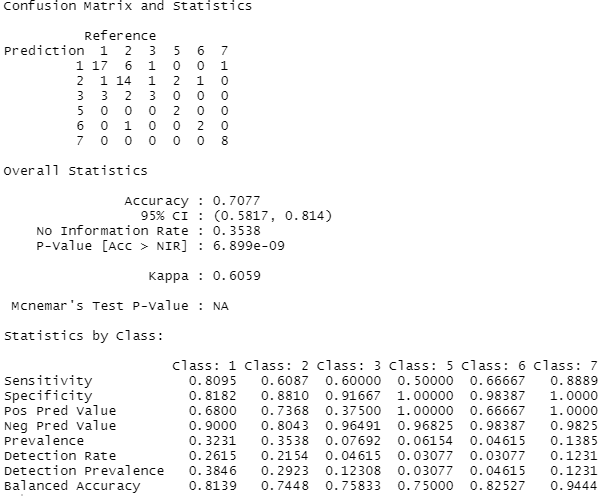 Confusion Matrix and Statistics
Reference
Prediction 1 2 3 5 6 7
1 17 6 1 0 0 1
2 1 14 1 2 1 0
3 3 2 3 0 0 0
5 0 0 0 2 0 0
6 0 1 0 0 2 0
7 0 0 0 0 0 8
Overall Statistics
Accuracy : 0.7077
95% CI : (0.5817, 0.814)
No Information Rate : 0.3538
P-Value [Acc > NIR] : 6.899e-09
Kappa : 0.6059
Mcnemar's Test P-Value : NA
Statistics by Class:
Class: 1 Class: 2 Class: 3 Class: 5 Class: 6 Class: 7
Sensitivity 0.8095 0.6087 0.60000 0.50000 0.66667 0.8889
Specificity 0.8182 0.8810 0.91667 1.00000 0.98387 1.0000
Pos Pred Value 0.6800 0.7368 0.37500 1.00000 0.66667 1.0000
Neg Pred Value 0.9000 0.8043 0.96491 0.96825 0.98387 0.9825
Prevalence 0.3231 0.3538 0.07692 0.06154 0.04615 0.1385
Detection Rate 0.2615 0.2154 0.04615 0.03077 0.03077 0.1231
Detection Prevalence 0.3846 0.2923 0.12308 0.03077 0.04615 0.1231
Balanced Accuracy 0.8139 0.7448 0.75833 0.75000 0.82527 0.9444